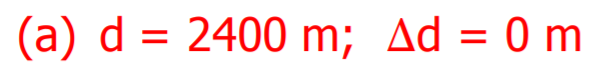 (a) d = 2400 m; Δd = 0 m